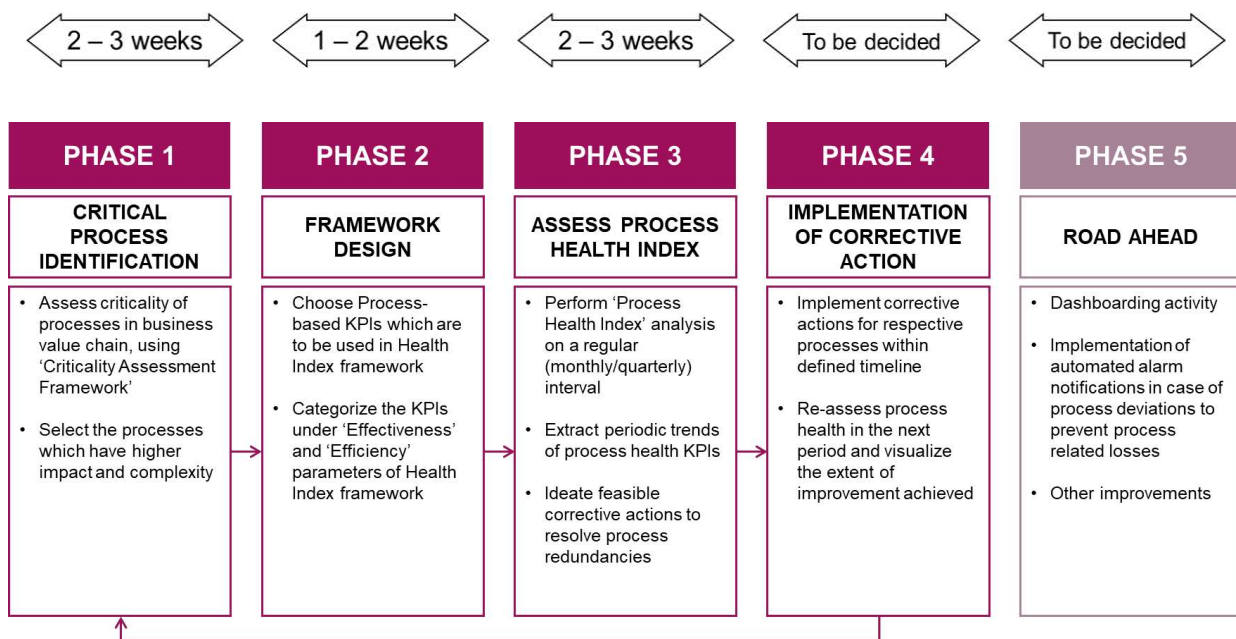 2 – 3 weeks
1 – 2 weeks
2 – 3 weeks
To be decided
To be decided
PHASE 1
PHASE 2
PHASE 3
PHASE 4
PHASE 5
CRITICAL
PROCESS
IDENTIFICATION
FRAMEWORK
DESIGN
ASSESS PROCESS
HEALTH INDEX
IMPLEMENTATION
OF CORRECTIVE
ACTION
ROAD AHEAD
• Assess criticality of
processes in business
value chain, using
‘Criticality Assessment
Framework’
• Select the processes
which have higher
impact and complexity
• Choose Process-
based KPIs which are
to be used in Health
Index framework
• Categorize the KPIs
under ‘Effectiveness’
and ‘Efficiency’
parameters of Health
Index framework
• Perform ‘Process
Health Index’ analysis
on a regular
(monthly/quarterly)
interval
• Extract periodic trends
of process health KPIs
• Ideate feasible
corrective actions to
resolve process
redundancies
• Implement corrective
actions for respective
processes within
defined timeline
• Re-assess process
health in the next
period and visualize
the extent of
improvement achieved
• Dashboarding activity
• Implementation of
automated alarm
notifications in case of
process deviations to
prevent process
related losses
• Other improvements